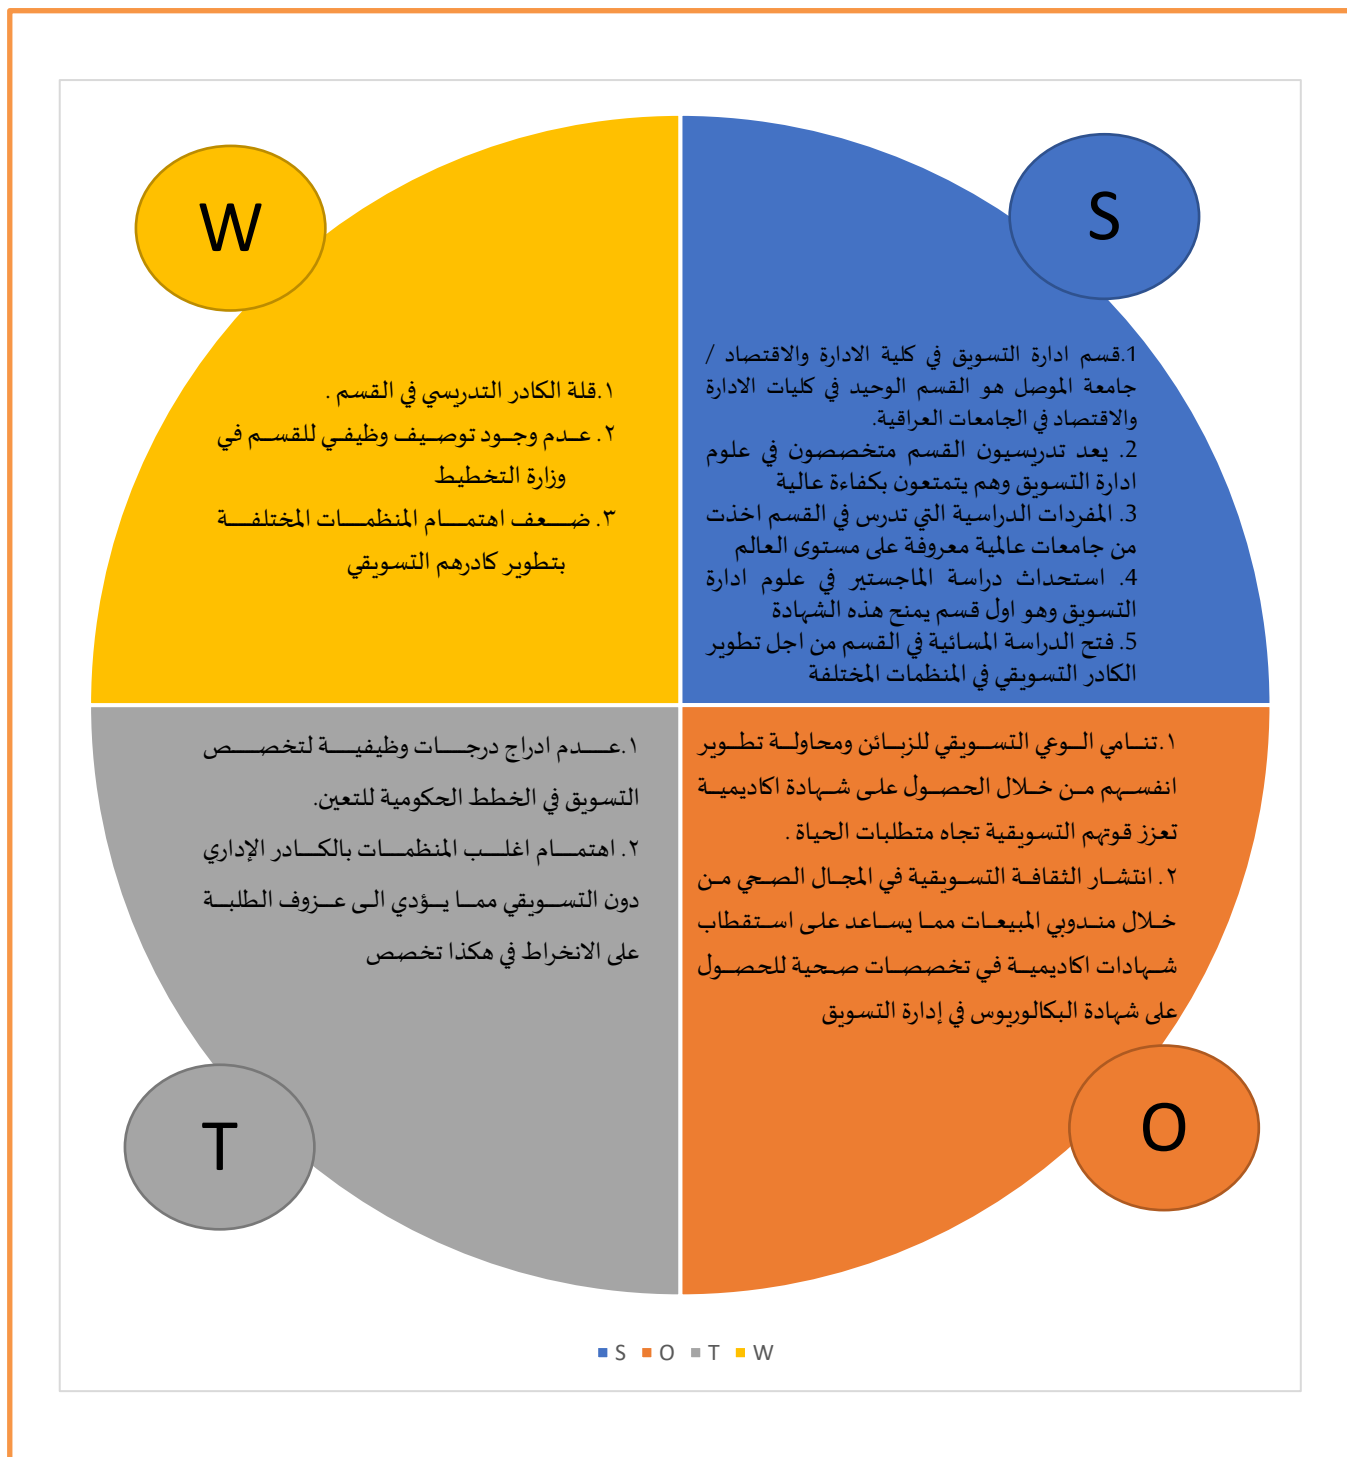 S
1.قسم ادارة التسويق في كلية الادارة والاقتصاد /
جامعة الموصل هو القسم الوحيد في كليات الادارة
والاقتصاد في الجامعات العراقية.
2. يعد تدريسيون القسم متخصصون في علوم
ادارة التسويق وهم يتمتعون بكفاءة عالية
3. المفردات الدراسية التي تدرس في القسم اخذت
من جامعات عالمية معروفة على مستوى العالم
4. استحداث دراسة الماجستير في علوم ادارة
التسويق وهو اول قسم يمنح هذه الشهادة
5. فتح الدراسة المسائية في القسم من اجل تطوير
الكادر التسويقي في المنظمات المختلفة
W
١.قلة الكادر التدريسي في القسم .
٢. عدم وجود توصيف وظيفي للقسم في
وزارة التخطيط
٣. ضعف اهتمام المنظمات المختلفة
بتطوير كادرهم التسويقي
١.تنامي الوعي التسويقي للزبائن ومحاولة تطوير
انفسهم من خلال الحصول على شهادة اكاديمية
تعزز قوتهم التسويقية تجاه متطلبات الحياة .
٢. انتشار الثقافة التسويقية في المجال الصحي من
خلال مندوبي المبيعات مما يساعد على استقطاب
شهادات اكاديمية في تخصصات صحية للحصول
على شهادة البكالوريوس في إدارة التسويق
O
١.عدم ادراج درجات وظيفية لتخصص
التسويق في الخطط الحكومية للتعين.
٢. اهتمام اغلب المنظمات بالكادر الإداري
دون التسويقي مما يؤدي الى عزوف الطلبة
على الانخراط في هكذا تخصص
T
S O T W